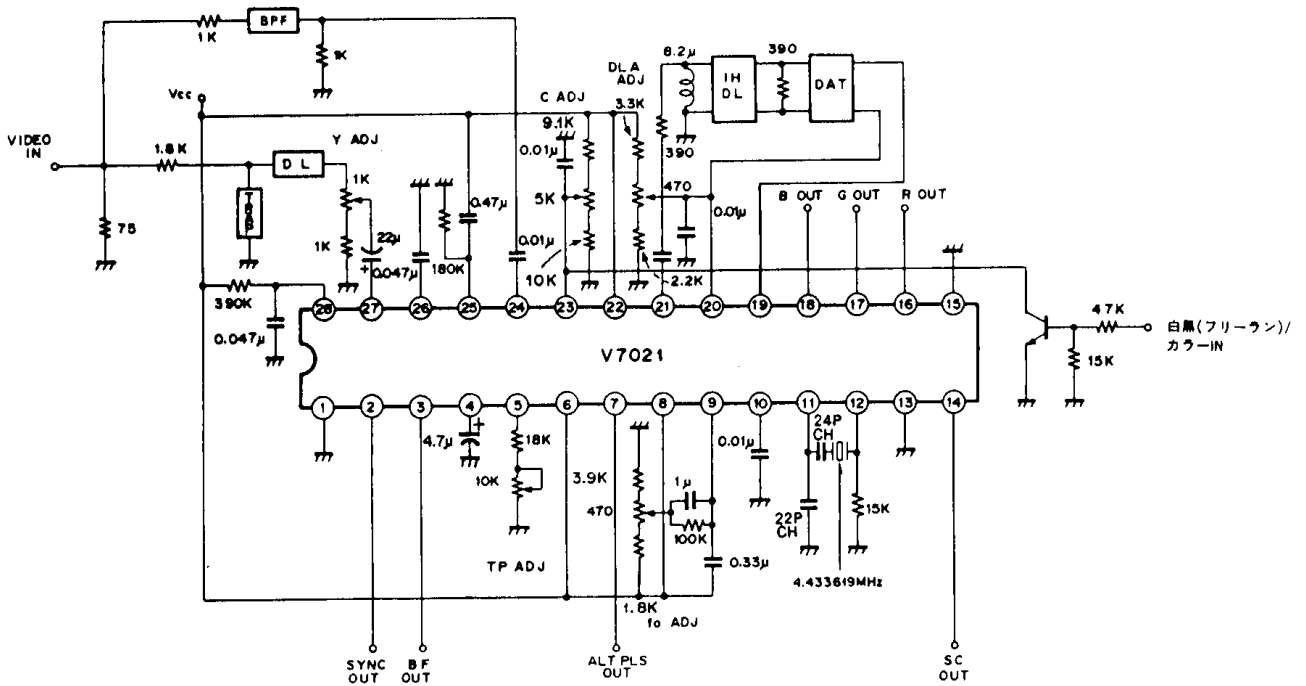 1K
BPF
1K
Vcc
VIDEO
IN
75
1.8K
TRAP
DL
Y ADJ
1K
1K
22μ
+
0.047μ
180K
0.47μ
0.01μ
C ADJ
9.1K
0.01μ
5K
10K
DLA
ADJ
3.3K
470
2.2K
8.2μ
390
1H
DL
390
DAT
0.01μ
B OUT
G OUT
R OUT
390K
0.047μ
28
27
26
25
24
23
22
21
20
19
18
17
16
15
V7021
1
2
3
4
5
6
7
8
9
10
11
12
13
14
47K
15K
白黒(フリーラン)/
カラーIN
4.7μ
+
18K
10K
TP ADJ
3.9K
470
1.8K
fo ADJ
1μ
100K
0.33μ
0.01μ
24P
CH
22P
CH
15K
4.433619MHz
SYNC
OUT
BF
OUT
ALT PLS
OUT
SC
OUT